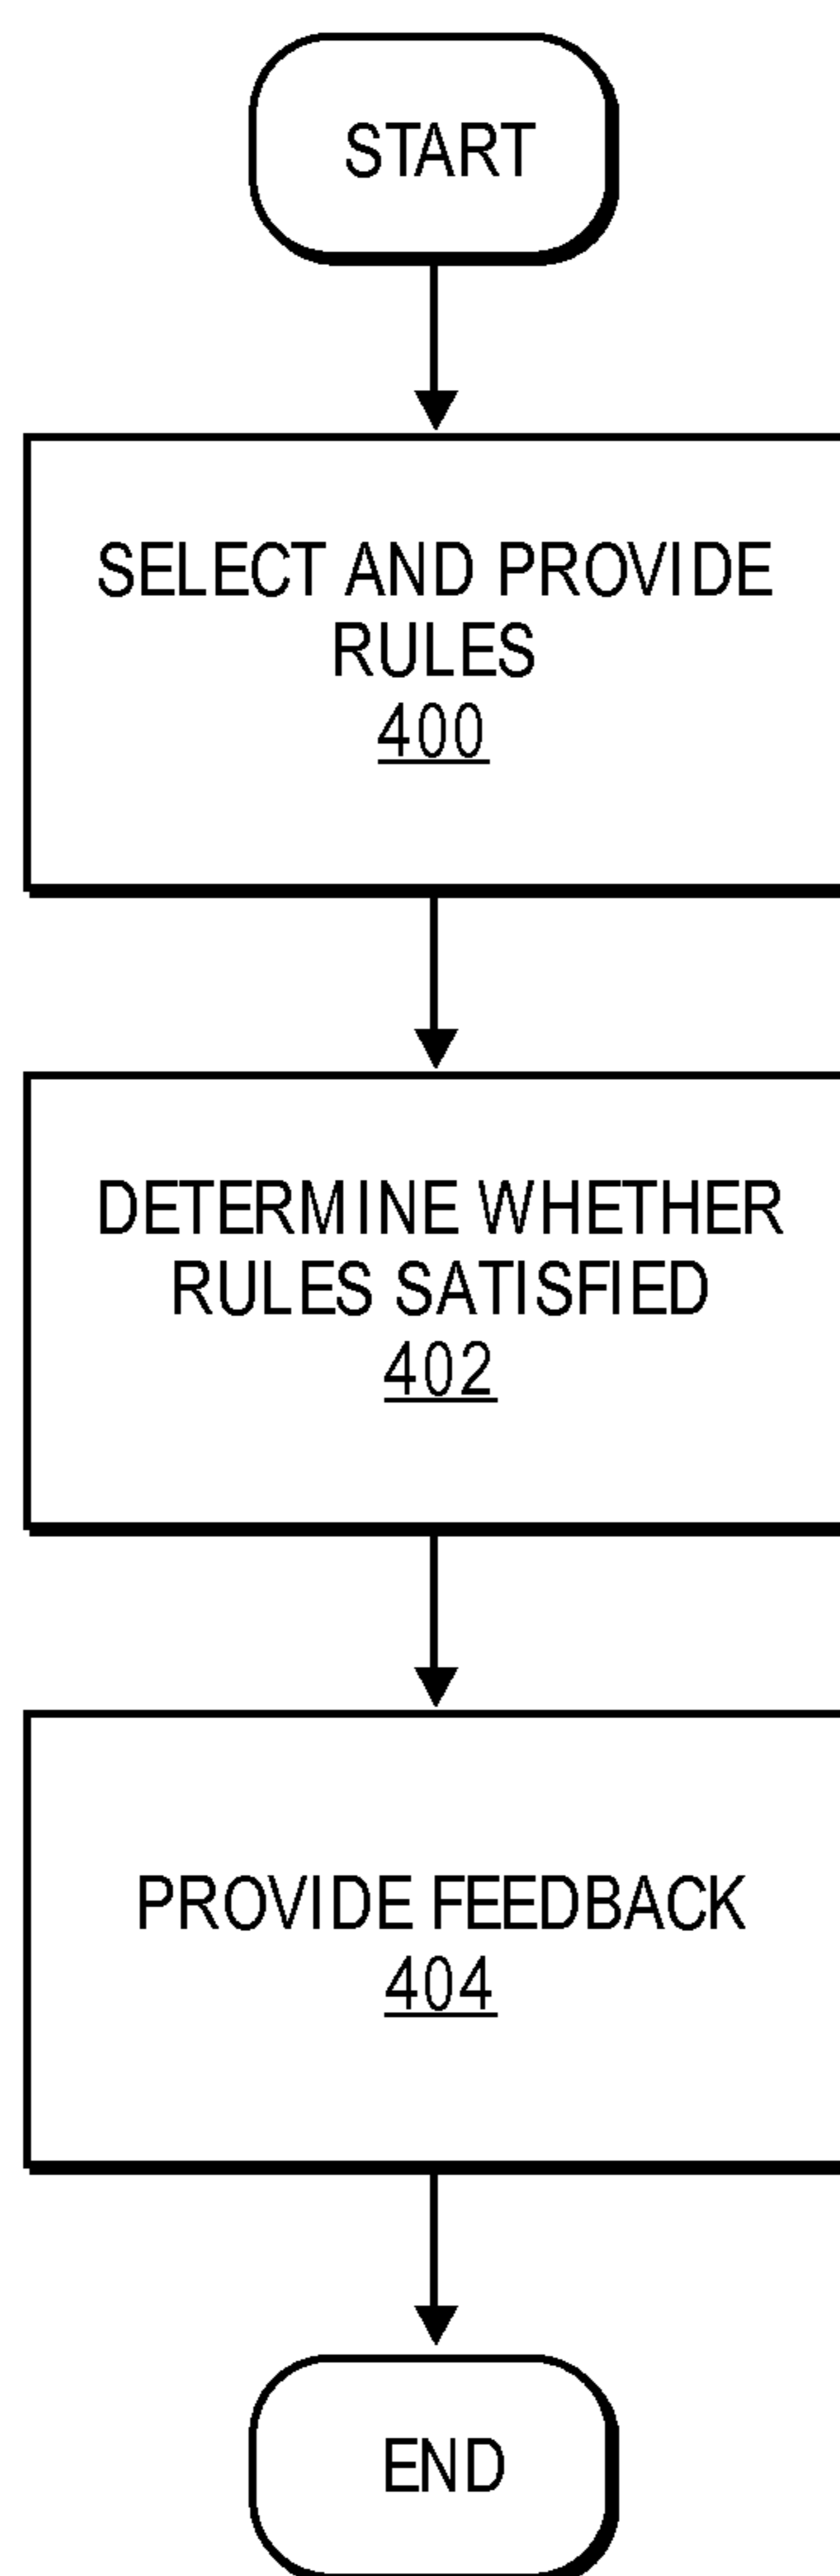 START
SELECT AND PROVIDE
RULES
400
DETERMINE WHETHER
RULES SATISFIED
402
PROVIDE FEEDBACK
404
END